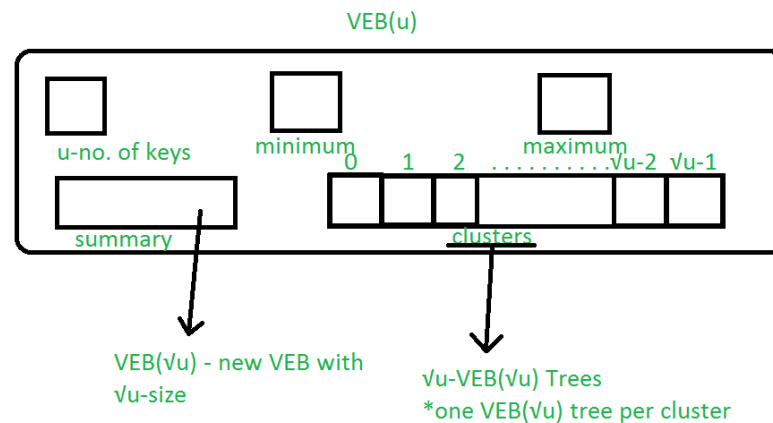 VEB(u)
u-no. of keys
minimum
maximum
0 1 2 . . . . . . . . . . √u-2 √u-1
summary
clusters
VEB(√u) - new VEB with
√u-size
√u-VEB(√u) Trees
*one VEB(√u) tree per cluster